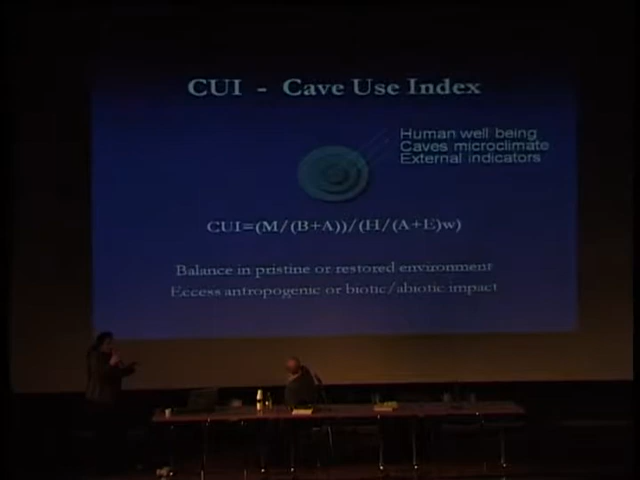 CUI - Cave Use Index
Human well being
Caves microclimate
External indicators
CUI=(M/(B+A))/(H/(A+E)w)
Balance in pristine or restored environment
Eccess antropogenic or biotic/abiotic impact